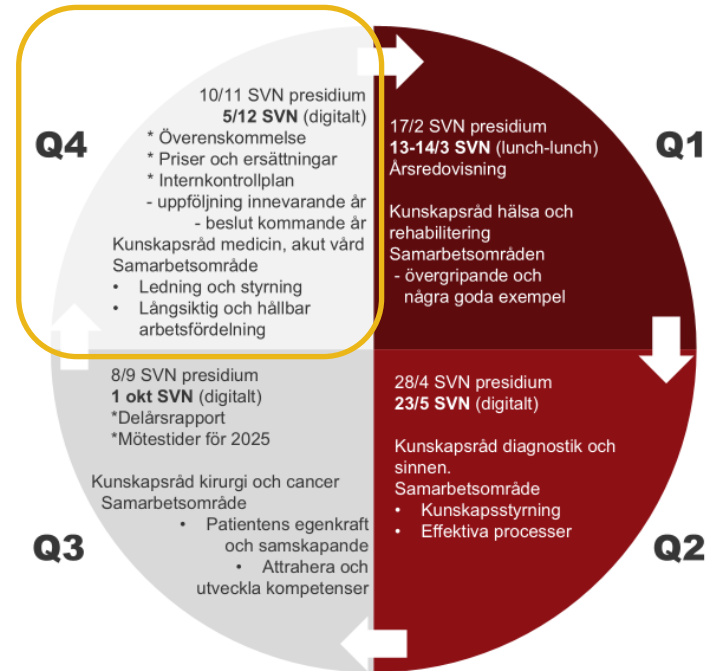 Q4
10/11 SVN presidium
5/12 SVN (digitalt)
* Överenskommelse
* Priser och ersättningar
* Internkontrollplan
- uppföljning innevarande år
- beslut kommande år
Kunskapsråd medicin, akut vård
Samarbetsområde
• Ledning och styrning
• Långsiktig och hållbar
arbetsfördelning
Q1
17/2 SVN presidium
13-14/3 SVN (lunch-lunch)
Årsredovisning
Kunskapsråd hälsa och
rehabilitering
Samarbetsområden
- övergripande och
några goda exempel
Q3
8/9 SVN presidium
1 okt SVN (digitalt)
*Delårsrapport
*Mötestider för 2025
Kunskapsråd kirurgi och cancer
Samarbetsområde
• Patientens egenkraft
och samskapande
• Attrahera och
utveckla kompetenser
Q2
28/4 SVN presidium
23/5 SVN (digitalt)
Kunskapsråd diagnostik och
sinnen.
Samarbetsområde
• Kunskapsstyrning
• Effektiva processer